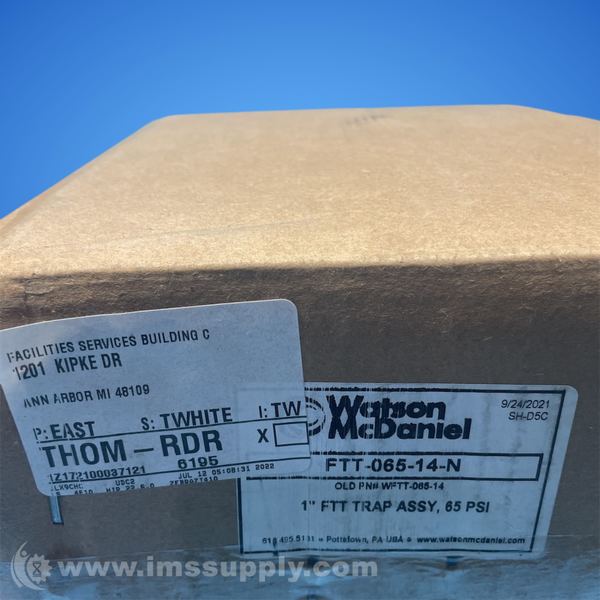 FACILITIES SERVICES BUILDING C
1201 KIPKE DR
ANN ARBOR MI 48109
P: EAST S: TWHITE I: TW
THOM-RDR X
6195
1Z172100037121
JUL 12 05:08:31 2022
UDC2
Watson
McDaniel
9/24/2021
SH-D5C
FTT-065-14-N
OLD PN# WFTT-065-14
1" FTT TRAP ASSY, 65 PSI
Pottstown, PA USA www.watsonmcdaniel.com
www.imssupply.com